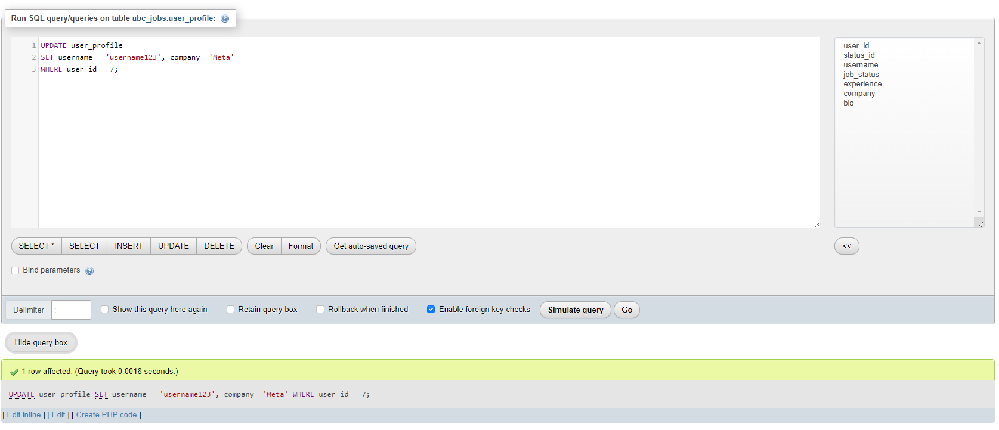 Run SQL query/queries on table abc_jobs.user_profile:
1 UPDATE user_profile
2 SET username = 'username123', company= 'Meta'
3 WHERE user_id = 7;
user_id
status_id
username
job_status
experience
company
bio
SELECT * SELECT INSERT UPDATE DELETE Clear Format Get auto-saved query <<
Bind parameters
Delimiter ; Show this query here again Retain query box Rollback when finished Enable foreign key checks Simulate query Go
Hide query box
1 row affected. (Query took 0.0018 seconds.)
UPDATE user_profile SET username = 'username123', company= 'Meta' WHERE user_id = 7;
[ Edit inline ] [ Edit ] [ Create PHP code ]